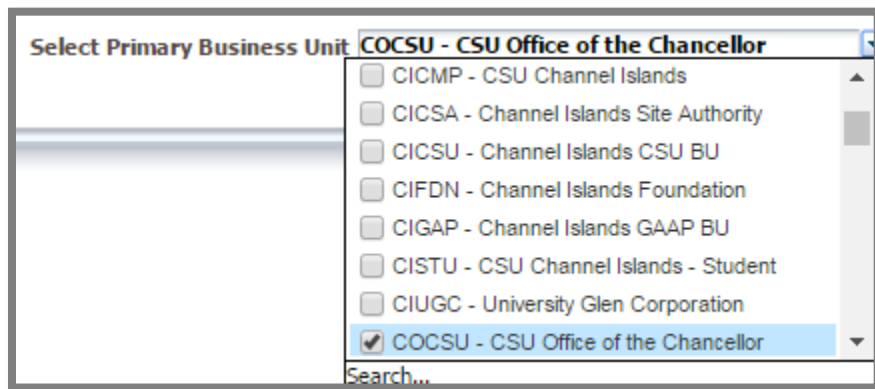 Select Primary Business Unit COCSU - CSU Office of the Chancellor
CICMP - CSU Channel Islands
CICSA - Channel Islands Site Authority
CICSU - Channel Islands CSU BU
CIFDN - Channel Islands Foundation
CIGAP - Channel Islands GAAP BU
CISTU - CSU Channel Islands - Student
CIUGC - University Glen Corporation
COCSU - CSU Office of the Chancellor
Search...